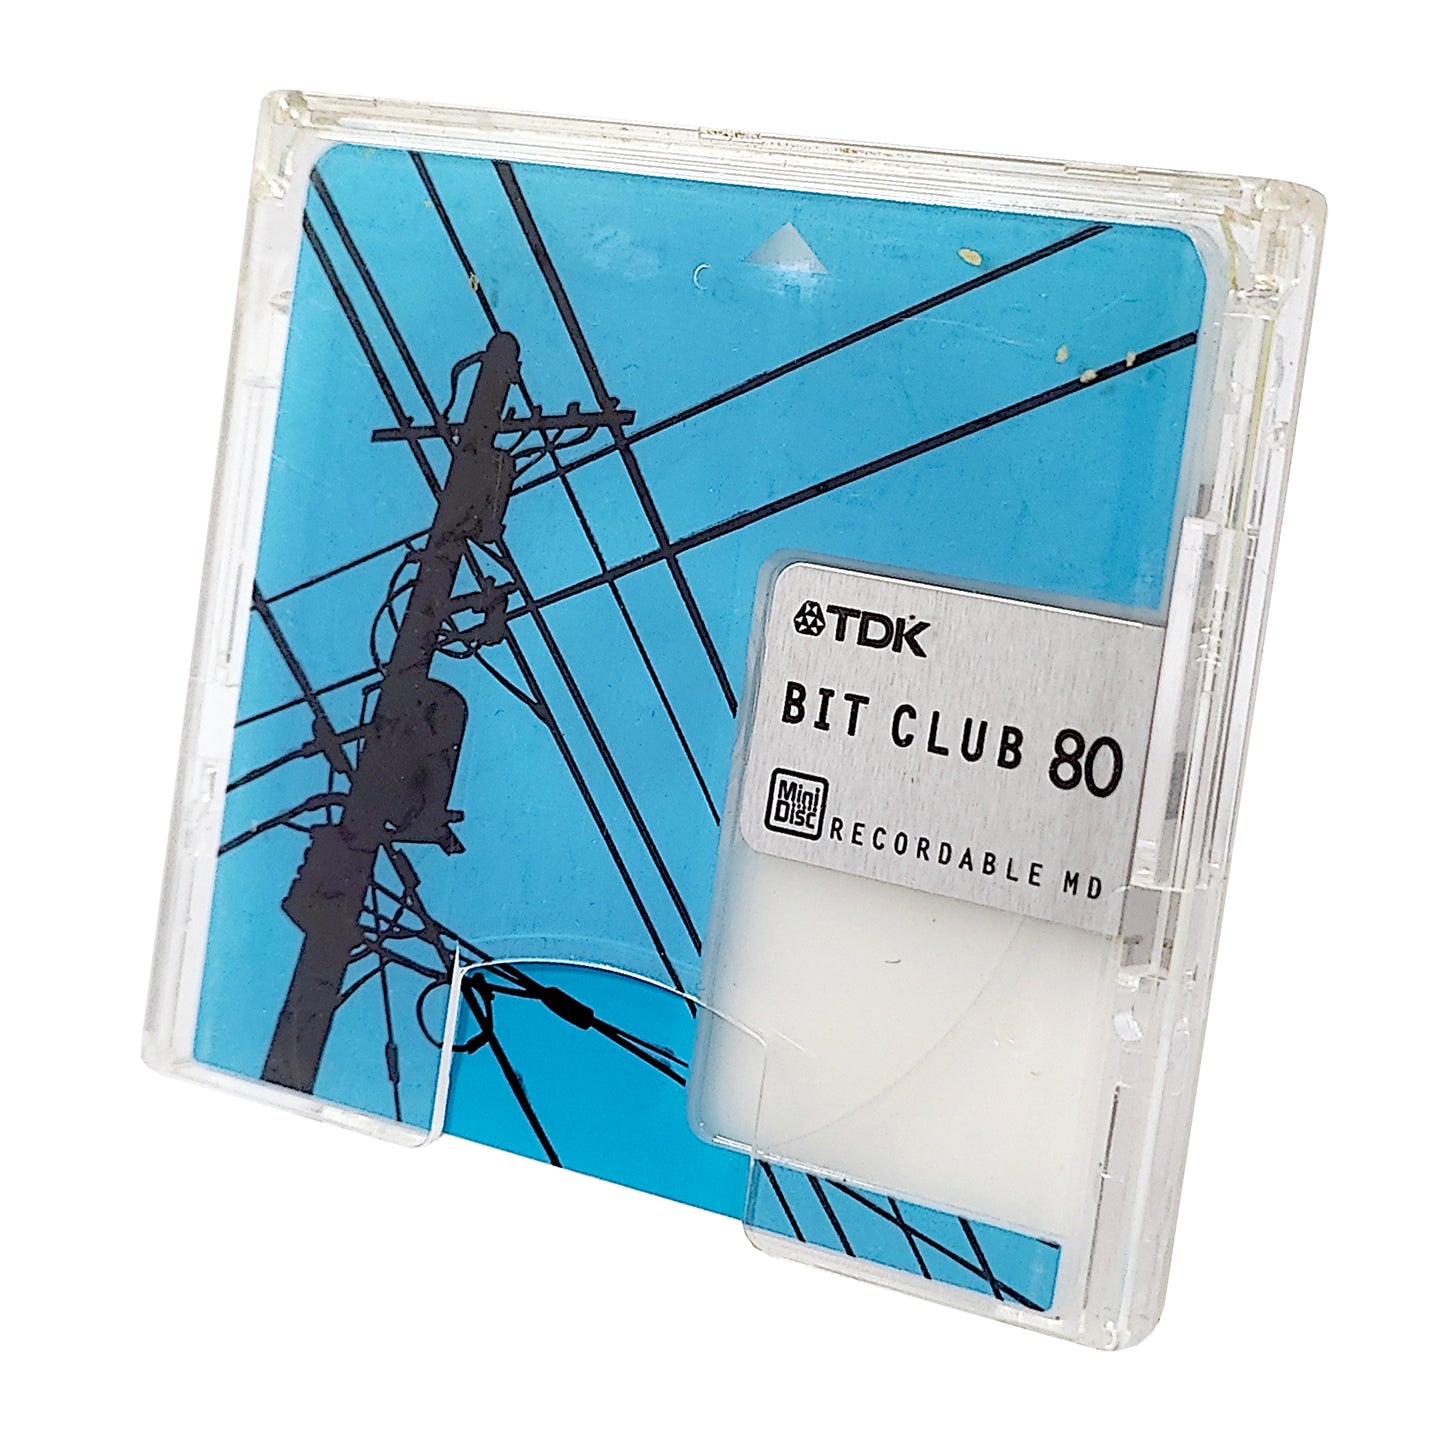 TDK
BIT CLUB 80
Mini
Disc
RECORDABLE MD